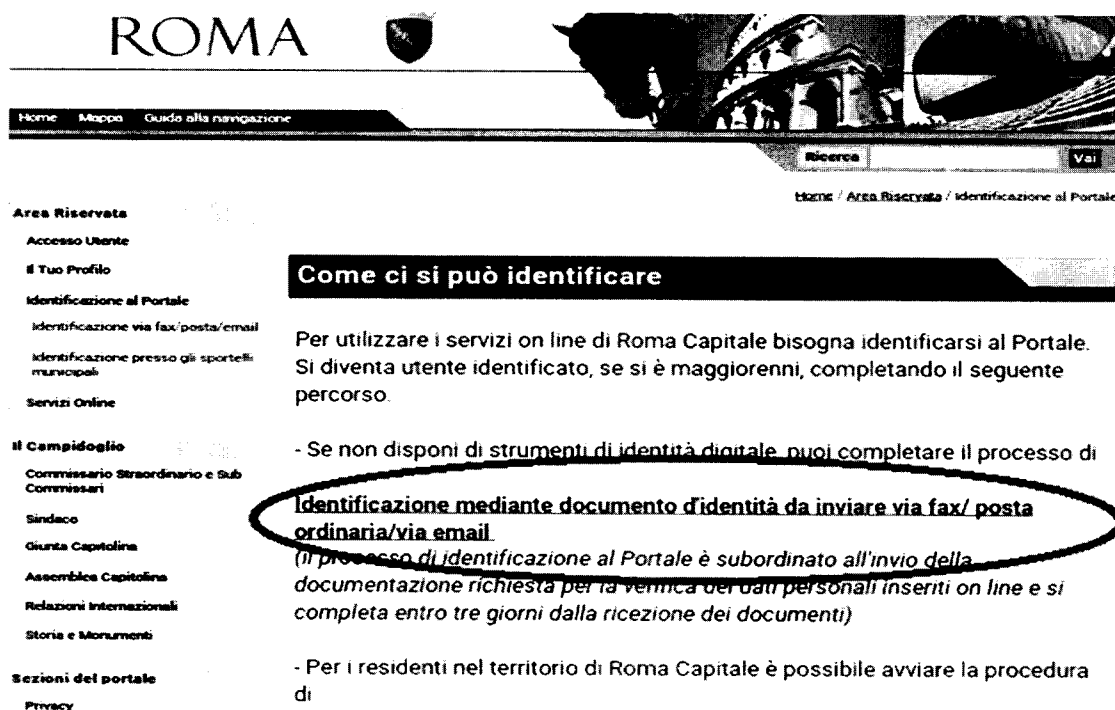 ROMA
Home Mappa Guida alla navigazione
Ricerca Vai
Home / Area Riservata / Identificazione al Portale
Area Riservata
Accesso Utente
Il Tuo Profilo
Identificazione al Portale
Identificazione via fax/posta/email
Identificazione presso gli sportelli
municipali
Servizi Online
Il Campidoglio
Commissario Straordinario e Sub
Commissari
Sindaco
Giunta Capitolina
Assemblea Capitolina
Relazioni Internazionali
Storia e Monumenti
Sezioni del portale
Privacy
Come ci si può identificare
Per utilizzare i servizi on line di Roma Capitale bisogna identificarsi al Portale.
Si diventa utente identificato, se si è maggiorenni, completando il seguente
percorso.
- Se non disponi di strumenti di identità digitale, puoi completare il processo di
Identificazione mediante documento d'identità da inviare via fax/ posta
ordinaria/via email
(il processo di identificazione al Portale è subordinato all'invio della
documentazione richiesta per la verifica dei dati personali inseriti on line e si
completa entro tre giorni dalla ricezione dei documenti)
- Per i residenti nel territorio di Roma Capitale è possibile avviare la procedura
di